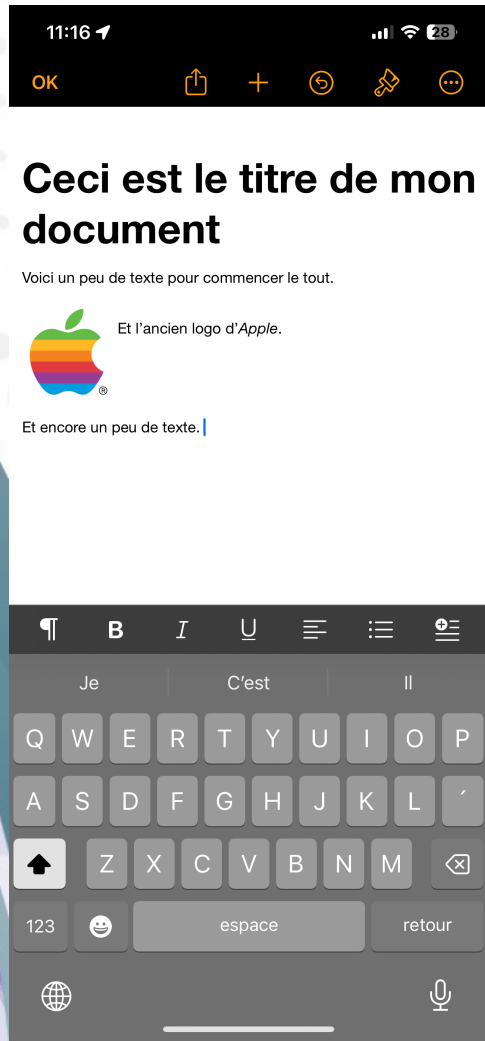 11:16
28
OK
Ceci est le titre de mon
document
Voici un peu de texte pour commencer le tout.
Et l’ancien logo d’Apple.
®
Et encore un peu de texte.
¶ B I U
Je C’est Il
Q W E R T Y U I O P
A S D F G H J K L ´
Z X C V B N M
123 espace retour